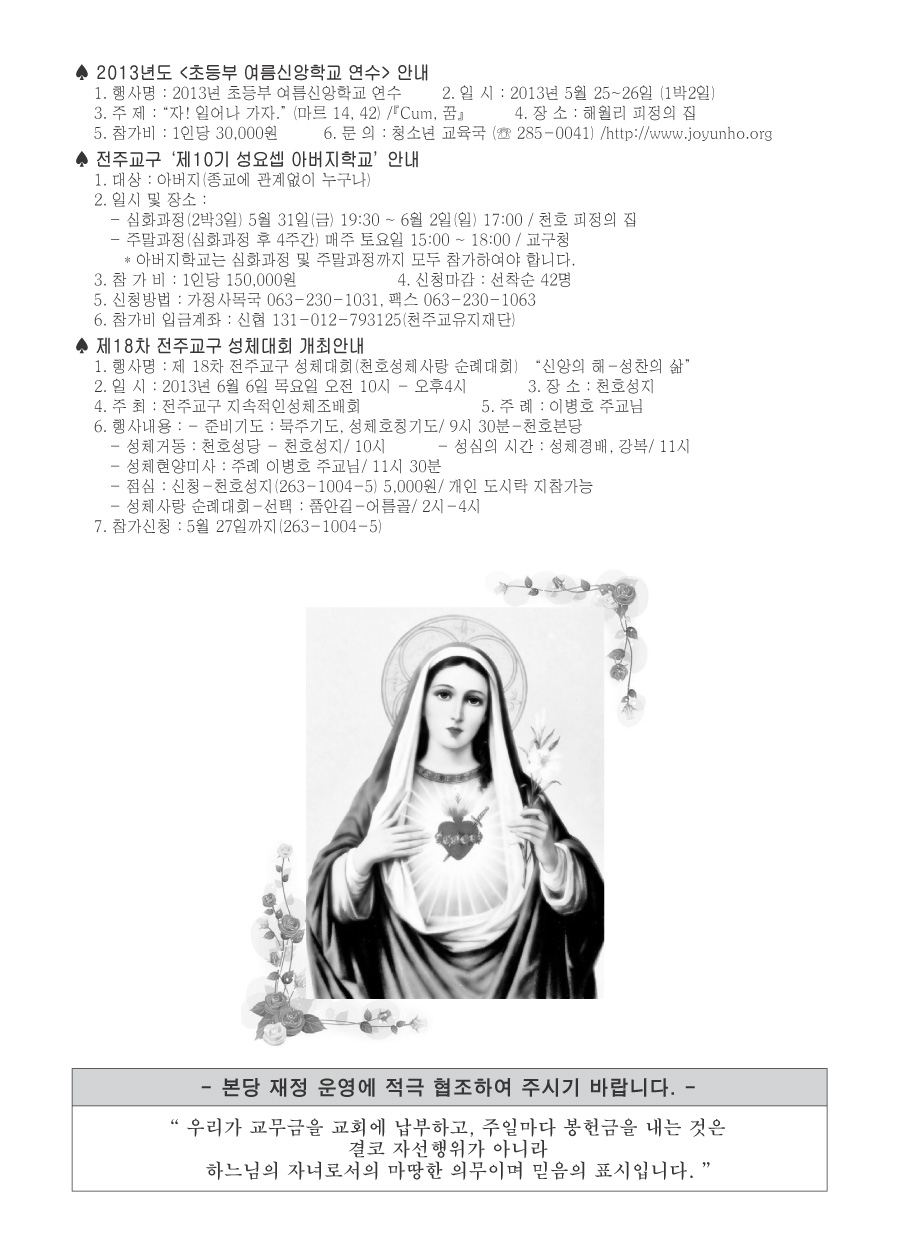 ♠ 2013년도 <초등부 여름신앙학교 연수> 안내
1. 행사명 : 2013년 초등부 여름신앙학교 연수 2. 일 시 : 2013년 5월 25~26일 (1박2일)
3. 주 제 : “자! 일어나 가자.” (마르 14, 42) /『Cum, 꿈』 4. 장 소 : 해월리 피정의 집
5. 참가비 : 1인당 30,000원 6. 문 의 : 청소년 교육국 (☏ 285-0041) /http://www.joyunho.org
♠ 전주교구 ‘제10기 성요셉 아버지학교’ 안내
1. 대상 : 아버지(종교에 관계없이 누구나)
2. 일시 및 장소 :
- 심화과정(2박3일) 5월 31일(금) 19:30 ~ 6월 2일(일) 17:00 / 천호 피정의 집
- 주말과정(심화과정 후 4주간) 매주 토요일 15:00 ~ 18:00 / 교구청
* 아버지학교는 심화과정 및 주말과정까지 모두 참가하여야 합니다.
3. 참 가 비 : 1인당 150,000원 4. 신청마감 : 선착순 42명
5. 신청방법 : 가정사목국 063-230-1031, 팩스 063-230-1063
6. 참가비 입금계좌 : 신협 131-012-793125(천주교유지재단)
♠ 제18차 전주교구 성체대회 개최안내
1. 행사명 : 제 18차 전주교구 성체대회(천호성체사랑 순례대회) “신앙의 해-성찬의 삶”
2. 일 시 : 2013년 6월 6일 목요일 오전 10시 - 오후4시 3. 장 소 : 천호성지
4. 주 최 : 전주교구 지속적인성체조배회 5. 주 례 : 이병호 주교님
6. 행사내용 : - 준비기도 : 묵주기도, 성체호칭기도/ 9시 30분-천호본당
- 성체거동 : 천호성당 - 천호성지/ 10시 - 성심의 시간 : 성체경배, 강복/ 11시
- 성체현양미사 : 주례 이병호 주교님/ 11시 30분
- 점심 : 신청-천호성지(263-1004-5) 5,000원/ 개인 도시락 지참가능
- 성체사랑 순례대회-선택 : 품안길-어름골/ 2시-4시
7. 참가신청 : 5월 27일까지(263-1004-5)
- 본당 재정 운영에 적극 협조하여 주시기 바랍니다. -
“ 우리가 교무금을 교회에 납부하고, 주일마다 봉헌금을 내는 것은
결코 자선행위가 아니라
하느님의 자녀로서의 마땅한 의무이며 믿음의 표시입니다. ”